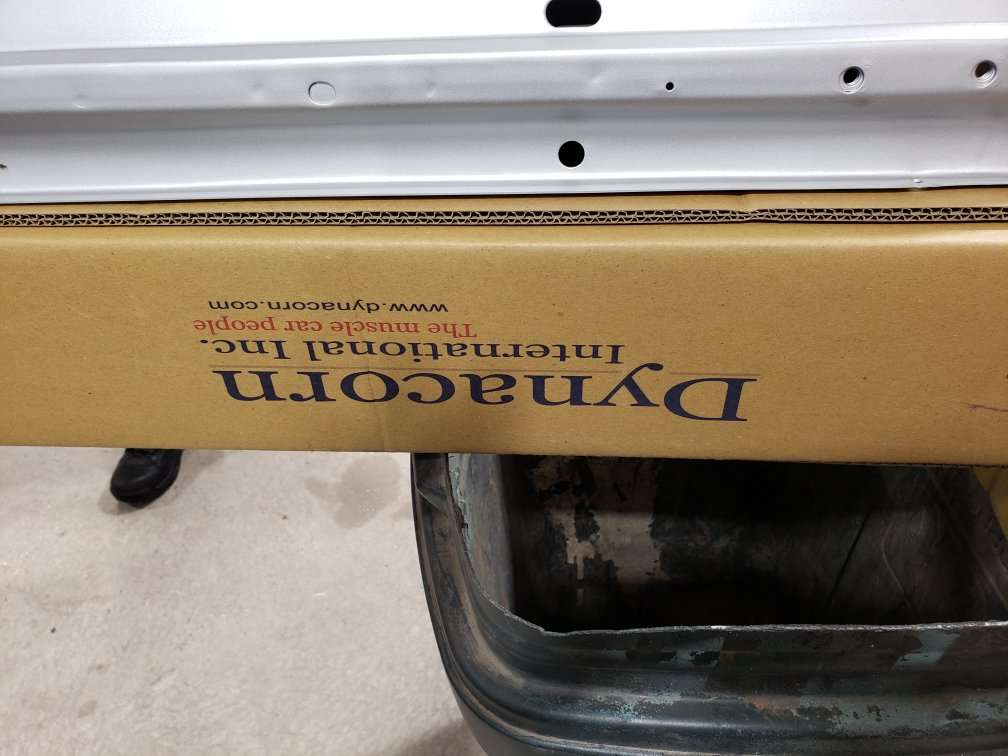 Dynacorn
International Inc.
The muscle car people
www.dynacorn.com